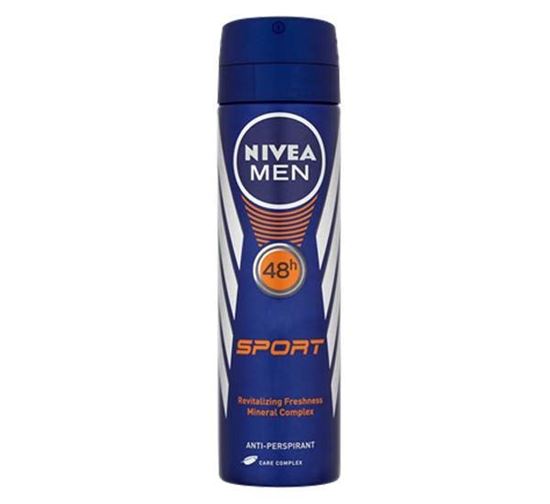 NIVEA
MEN
48h
SPORT
Revitalizing Freshness
Mineral Complex
ANTI-PERSPIRANT
CARE COMPLEX